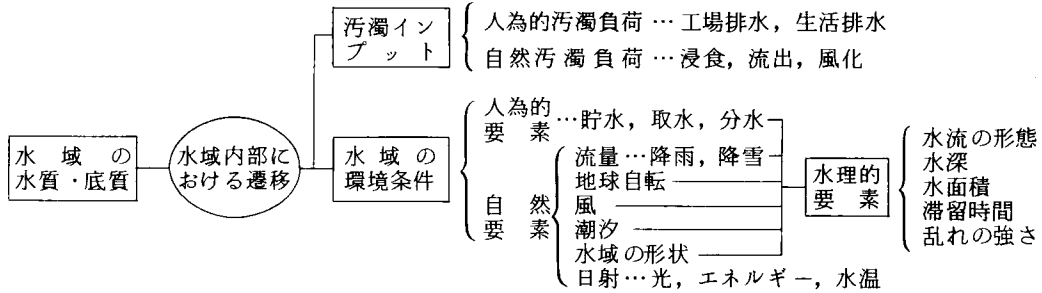 汚濁イン
プット
人為的汚濁負荷…工場排水，生活排水
自然汚濁負荷…浸食，流出，風化
水域の
水質・底質
水域内部に
おける遷移
水域の
環境条件
人為的
要素…貯水，取水，分水
自然
要素
流量…降雨，降雪
地球自転
風
潮汐
水域の形状
日射…光，エネルギー，水温
水理的
要素
水流の形態
水深
水面積
滞留時間
乱れの強さ